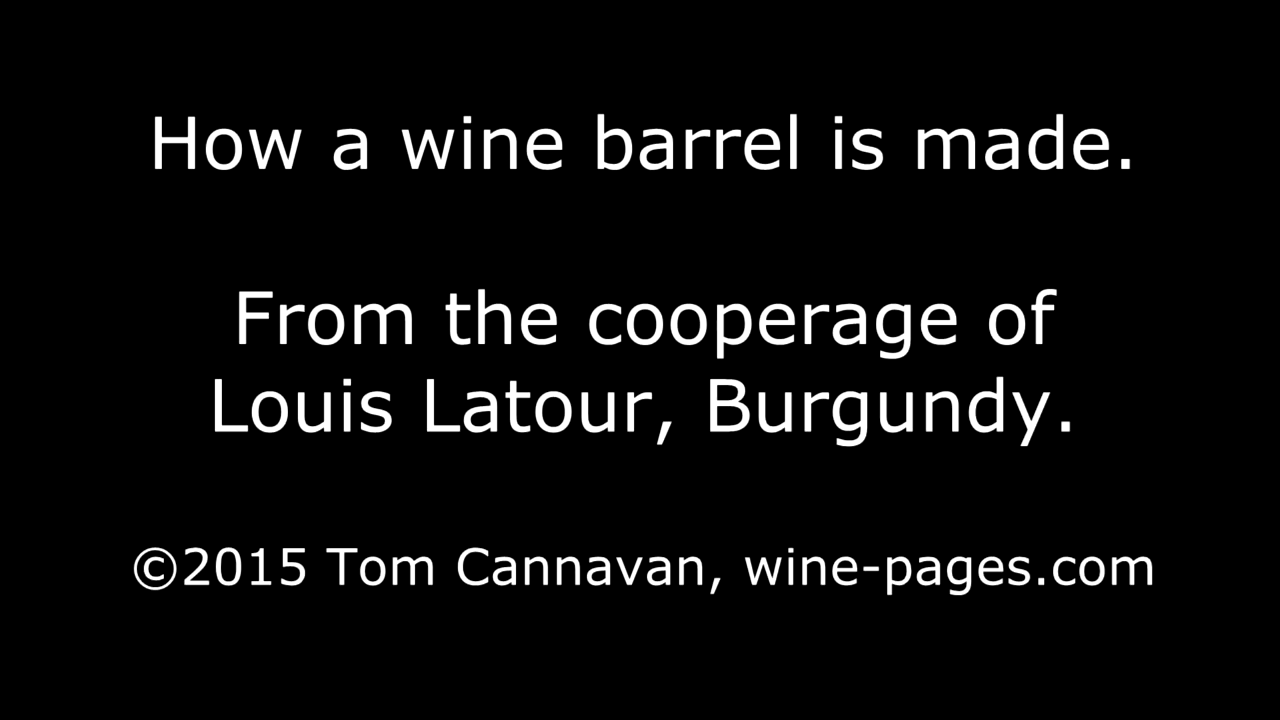 How a wine barrel is made.
From the cooperage of
Louis Latour, Burgundy.
©2015 Tom Cannavan, wine-pages.com